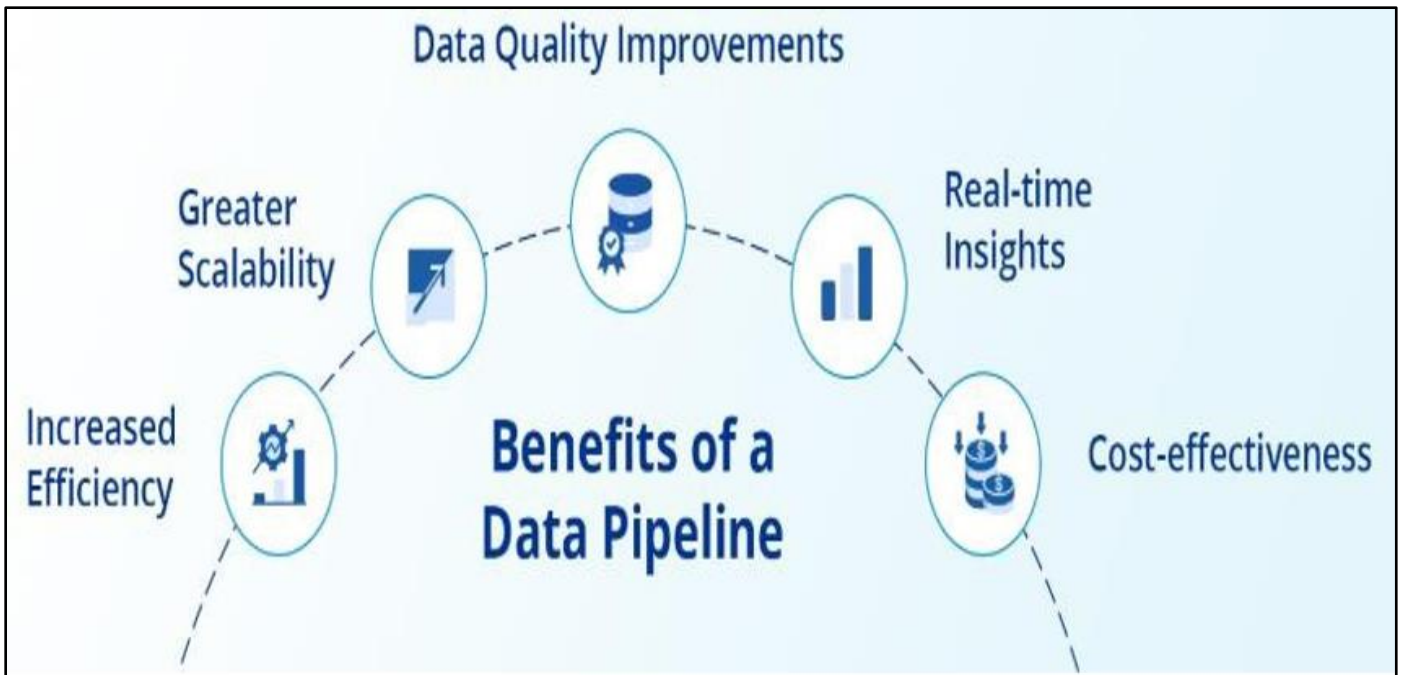 Data Quality Improvements
Greater
Scalability
Real-time
Insights
Increased
Efficiency
Benefits of a
Data Pipeline
Cost-effectiveness